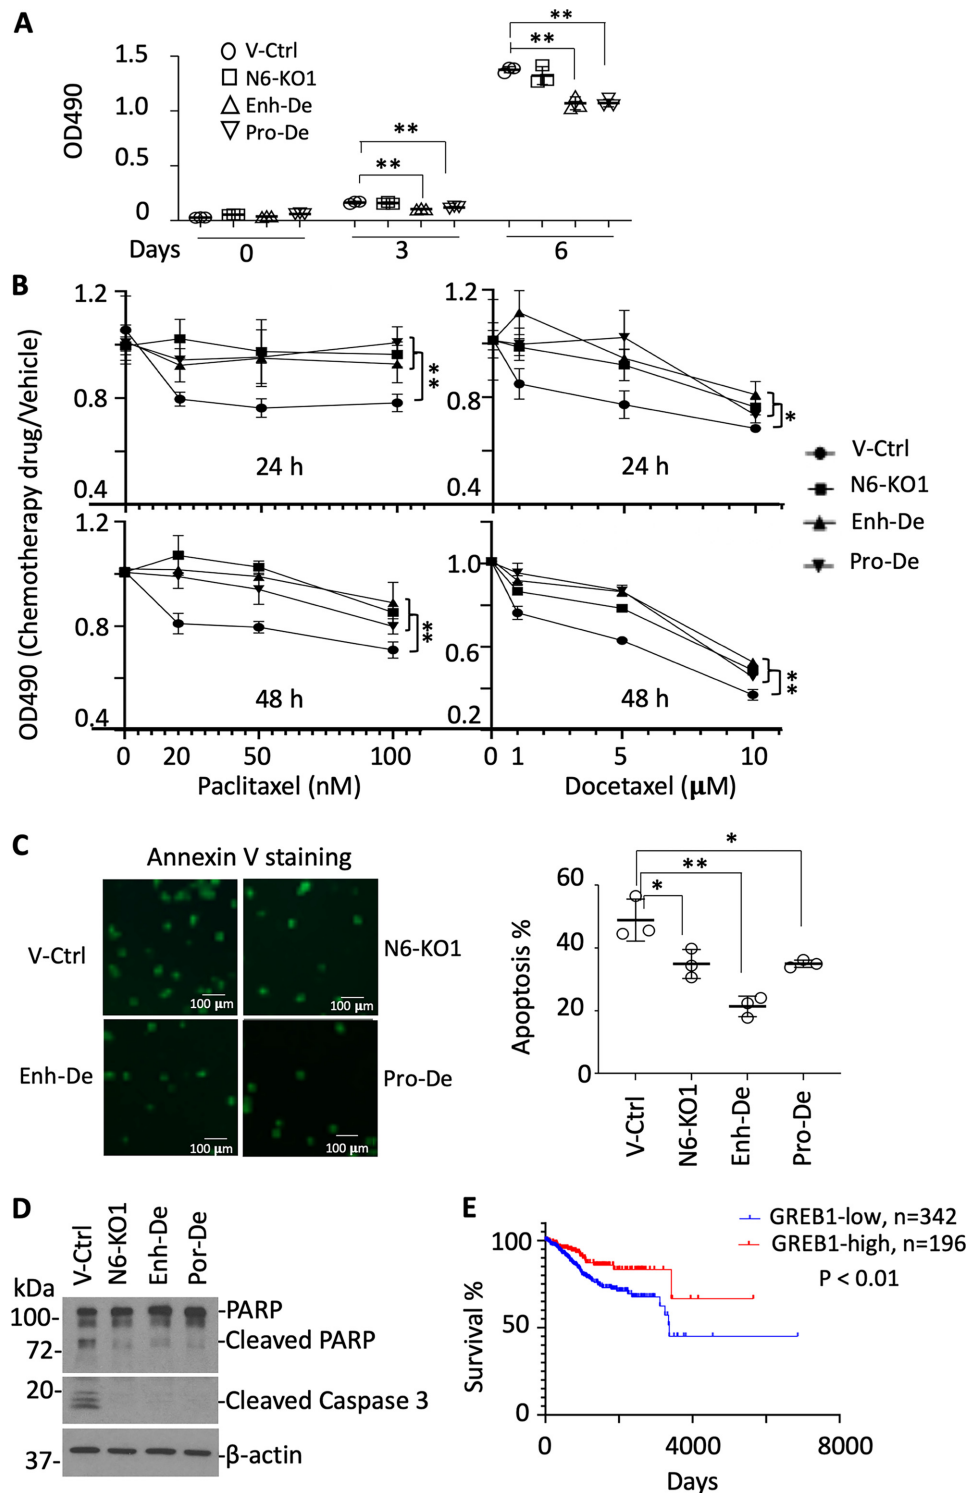 A
V-Ctrl
N6-KO1
Enh-De
Pro-De
OD490
1.5
1.0
0.5
0
**
**
**
**
Days 0 3 6
B
OD490 (Chemotherapy drug/Vehicle)
1.2
0.8
0.4
24 h
**
1.2
0.8
0.4
24 h
*
V-Ctrl
N6-KO1
Enh-De
Pro-De
1.2
0.8
0.4
48 h
**
0 20 50 100
Paclitaxel (nM)
1.0
0.6
0.2
48 h
**
0 1 5 10
Docetaxel (μM)
C
Annexin V staining
V-Ctrl
N6-KO1
Enh-De
Pro-De
100 μm
100 μm
100 μm
100 μm
Apoptosis %
60
40
20
0
*
**
*
V-Ctrl
N6-KO1
Enh-De
Pro-De
D
V-Ctrl
N6-KO1
Enh-De
Por-De
kDa
100-
72-
20-
37-
-PARP
-Cleaved PARP
-Cleaved Caspase 3
-β-actin
E
GREB1-low, n=342
GREB1-high, n=196
P < 0.01
Survival %
100
50
0
0 4000 8000
Days